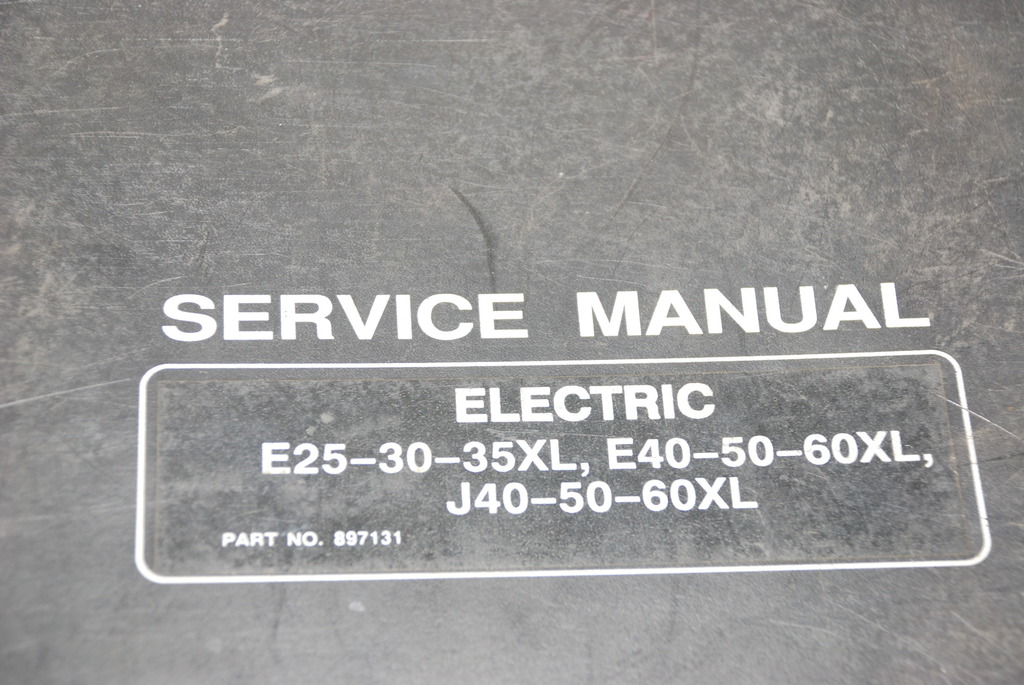 SERVICE MANUAL
ELECTRIC
E25-30-35XL, E40-50-60XL,
J40-50-60XL
PART NO. 897131